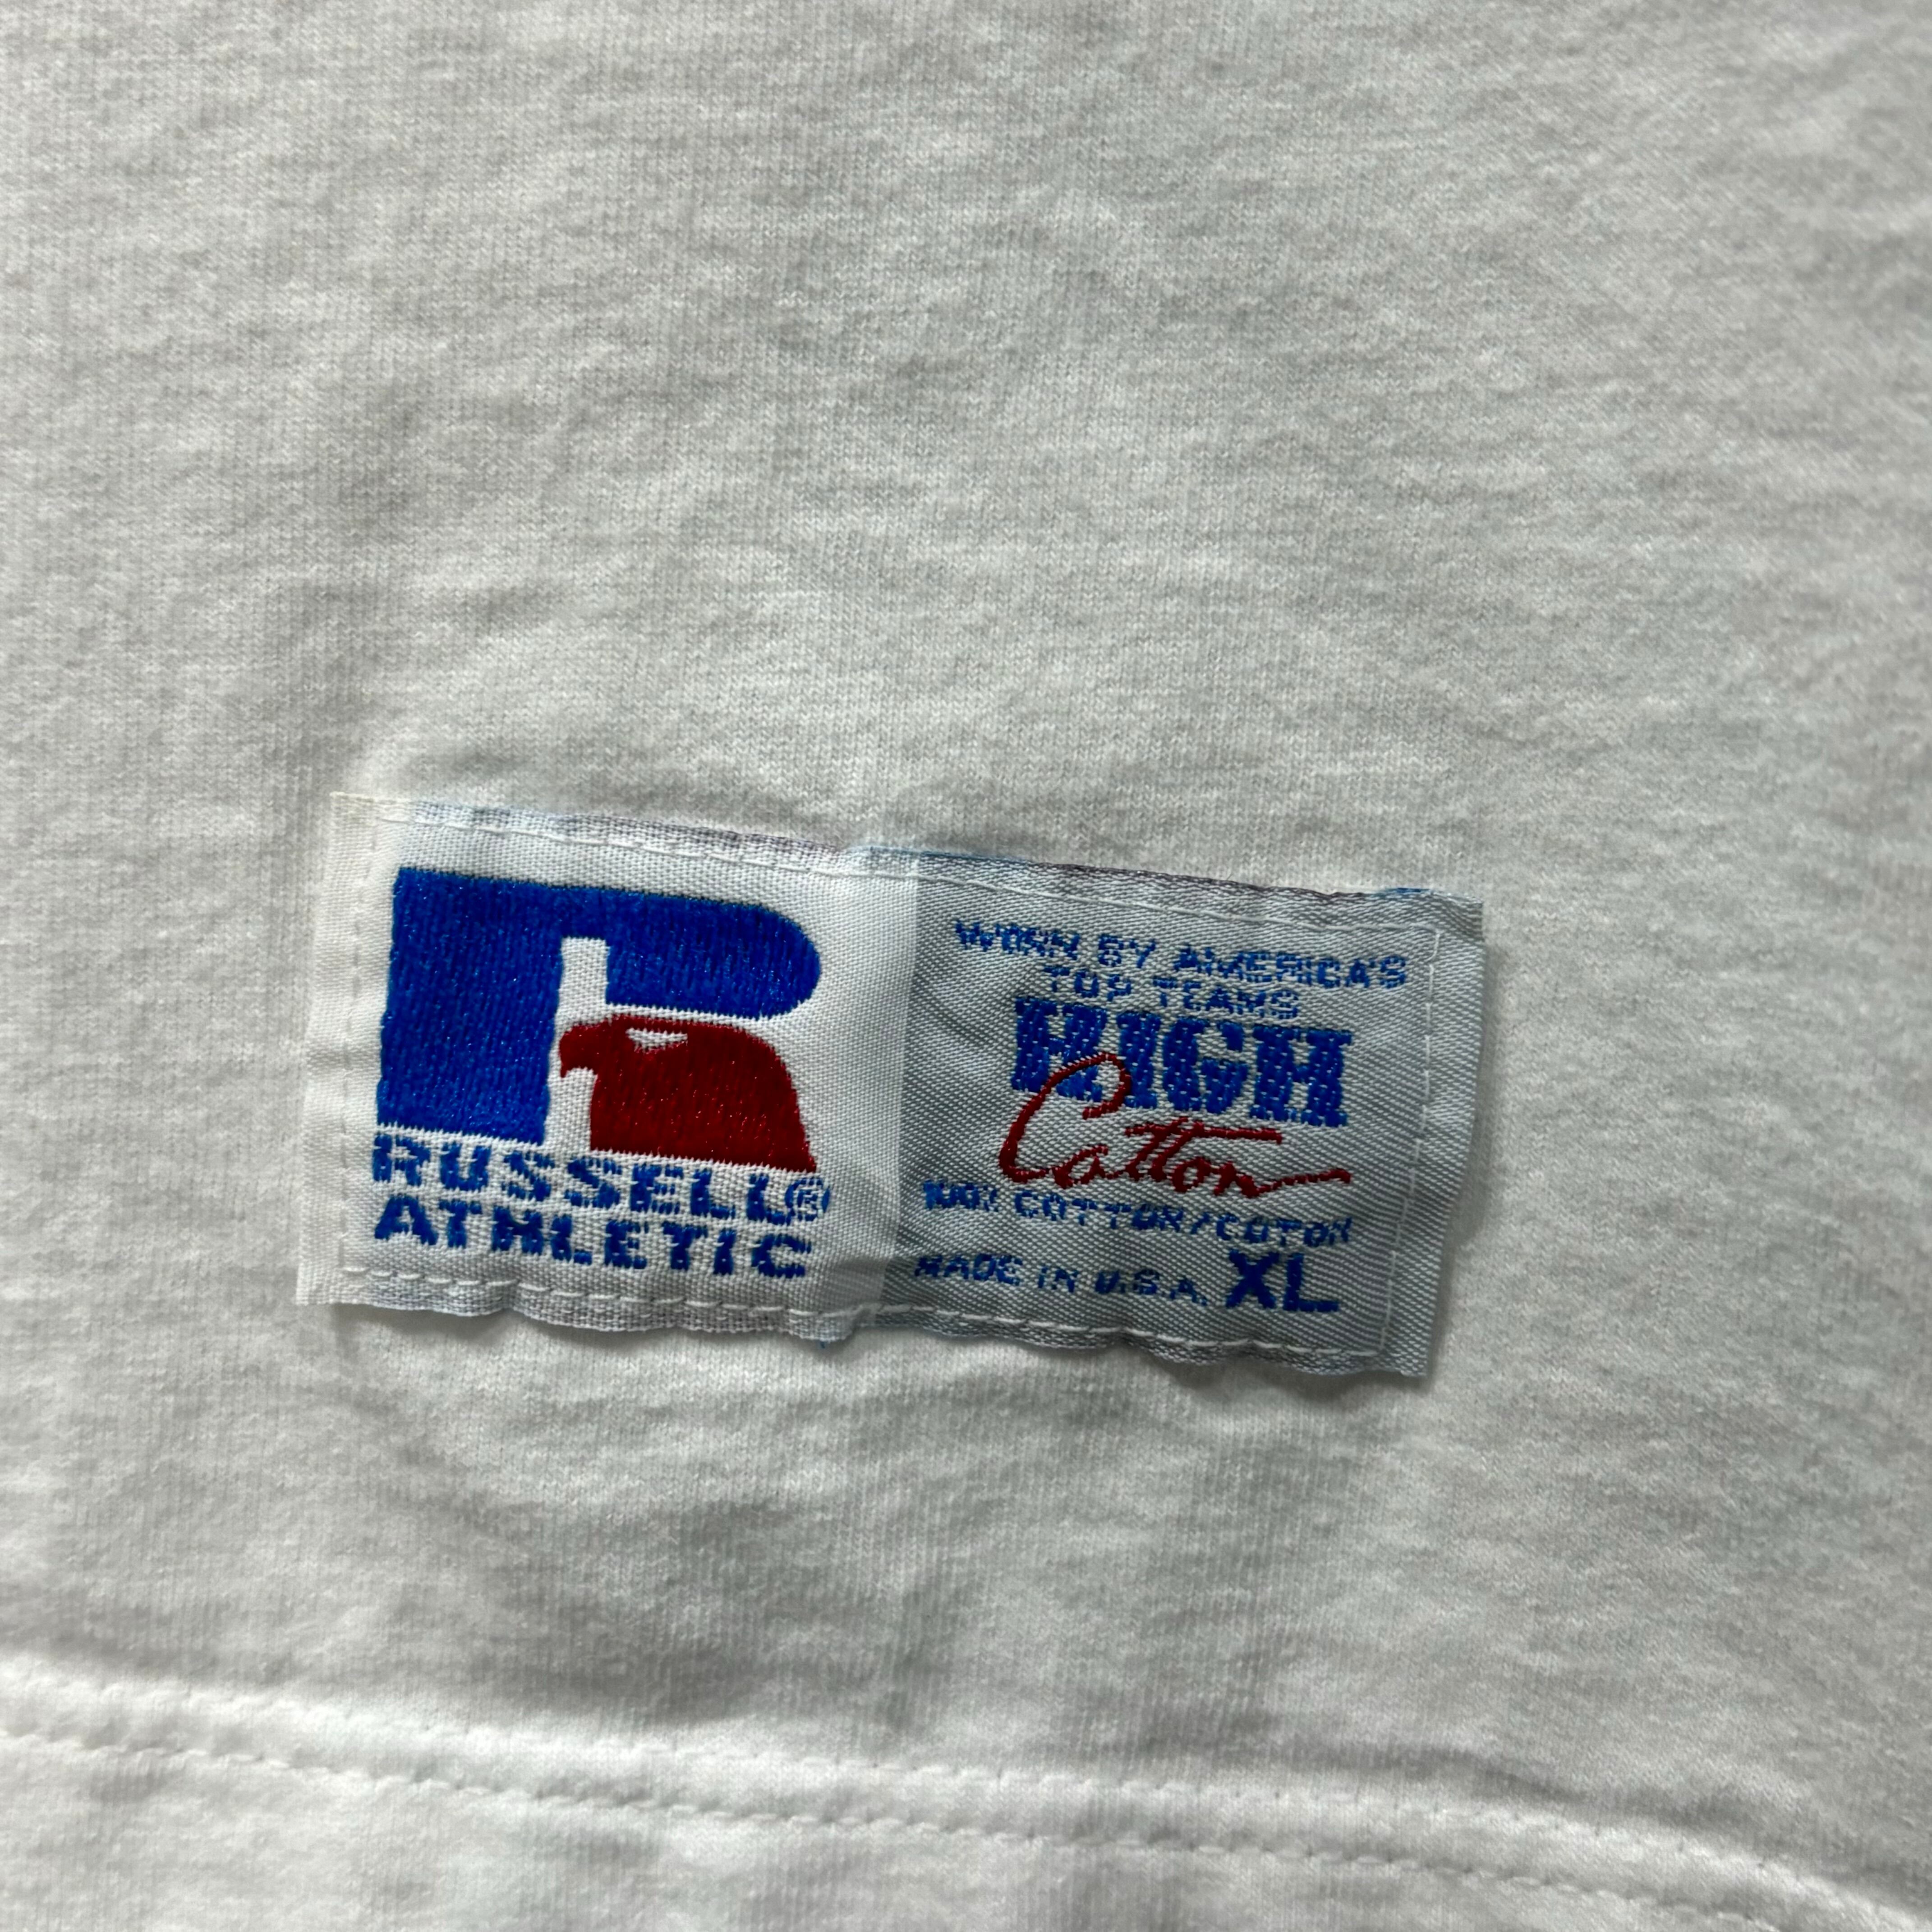 RUSSELL®
ATHLETIC
WORN BY AMERICA'S
TOP TEAMS
HIGH
Cotton
100% COTTON/COTON
MADE IN U.S.A. XL